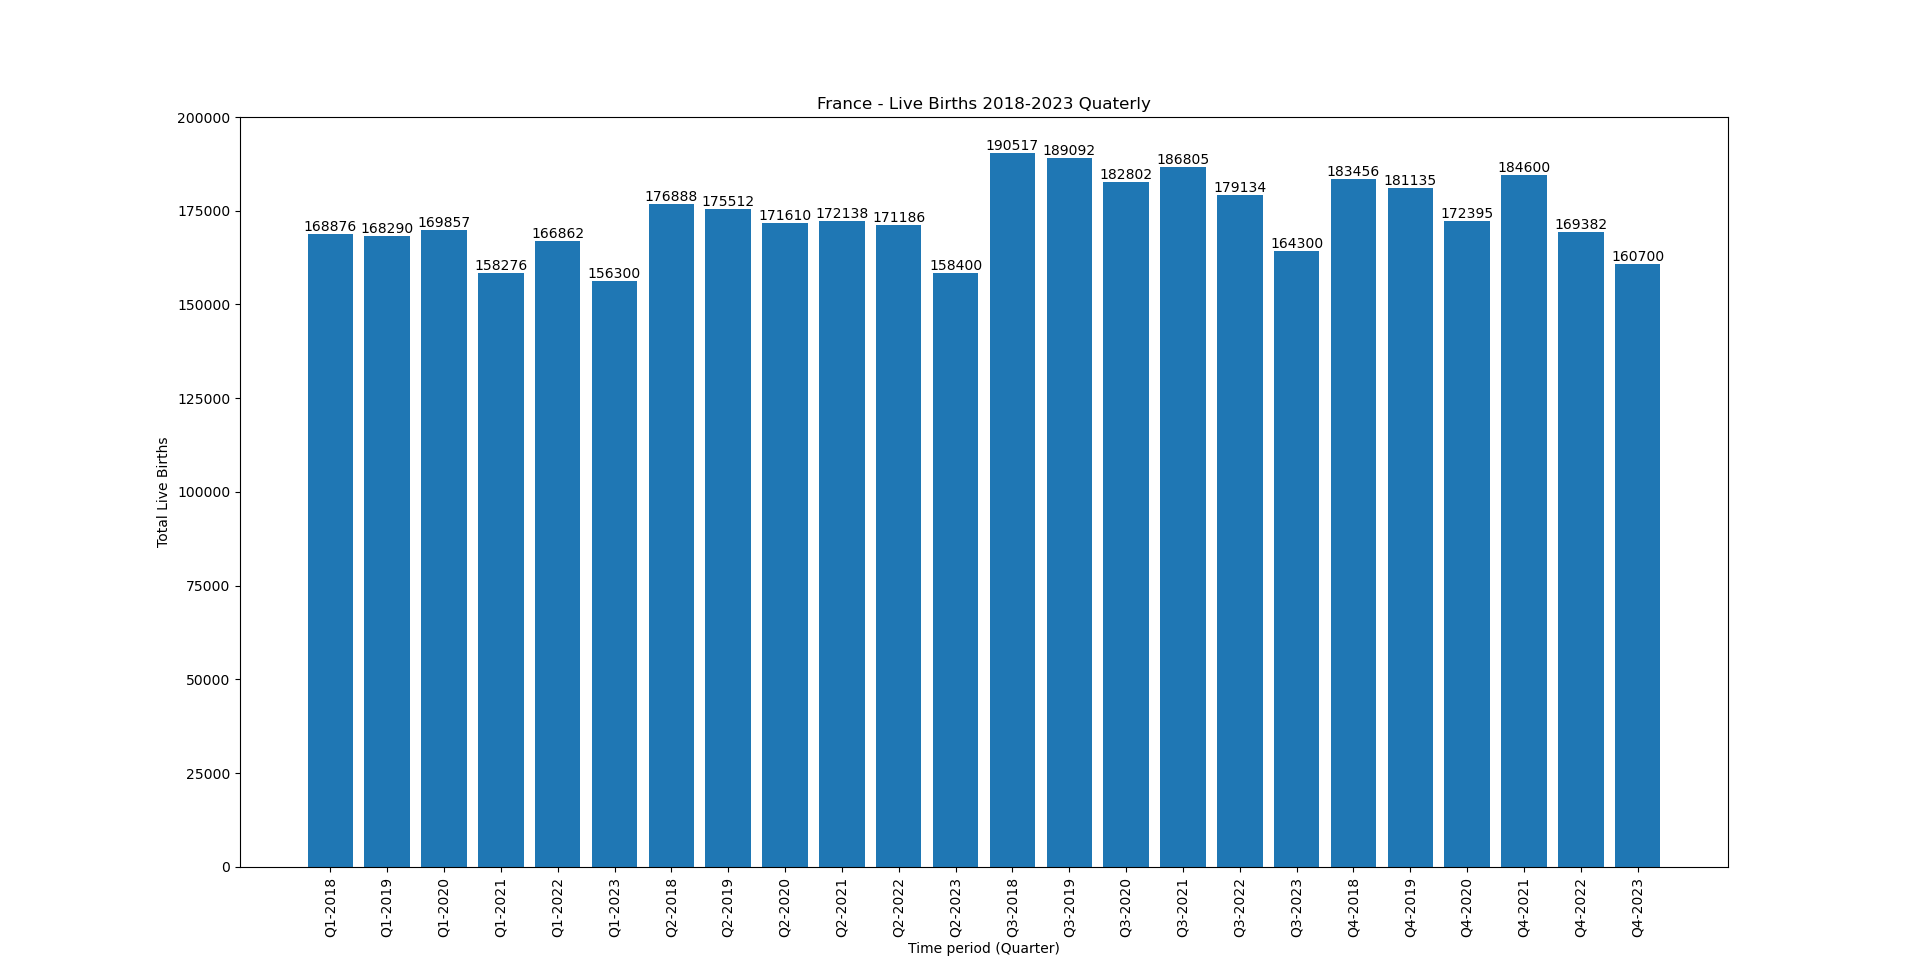 France - Live Births 2018-2023 Quaterly
Total Live Births
200000
175000
150000
125000
100000
75000
50000
25000
0
168876
168290
169857
158276
166862
156300
176888
175512
171610
172138
171186
158400
190517
189092
182802
186805
179134
164300
183456
181135
172395
184600
169382
160700
Q1-2018
Q1-2019
Q1-2020
Q1-2021
Q1-2022
Q1-2023
Q2-2018
Q2-2019
Q2-2020
Q2-2021
Q2-2022
Q2-2023
Q3-2018
Q3-2019
Q3-2020
Q3-2021
Q3-2022
Q3-2023
Q4-2018
Q4-2019
Q4-2020
Q4-2021
Q4-2022
Q4-2023
Time period (Quarter)